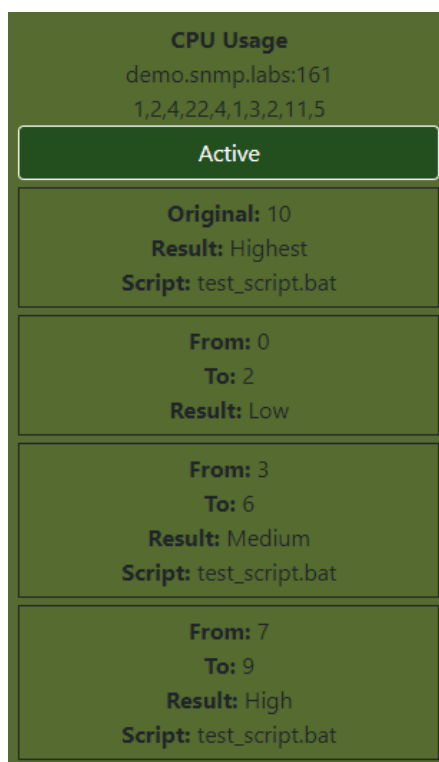 CPU Usage
demo.snmp.labs:161
1,2,4,22,4,1,3,2,11,5
Active
Original: 10
Result: Highest
Script: test_script.bat
From: 0
To: 2
Result: Low
From: 3
To: 6
Result: Medium
Script: test_script.bat
From: 7
To: 9
Result: High
Script: test_script.bat